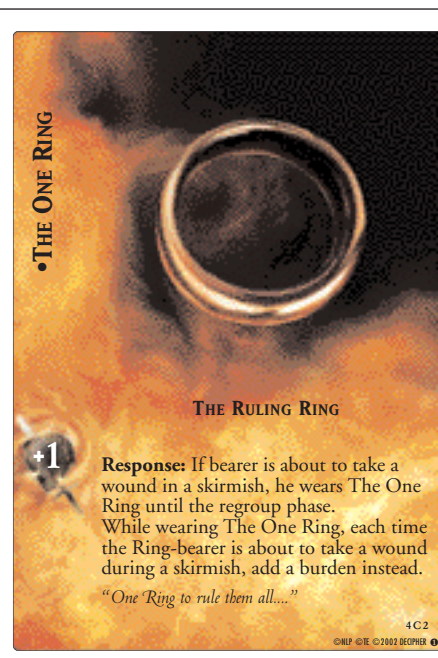 •THE ONE RING
THE RULING RING
+1
Response: If bearer is about to take a
wound in a skirmish, he wears The One
Ring until the regroup phase.
While wearing The One Ring, each time
the Ring-bearer is about to take a wound
during a skirmish, add a burden instead.
"One Ring to rule them all...."
4C2
©NLP ©TE ©2002 DECIPHER